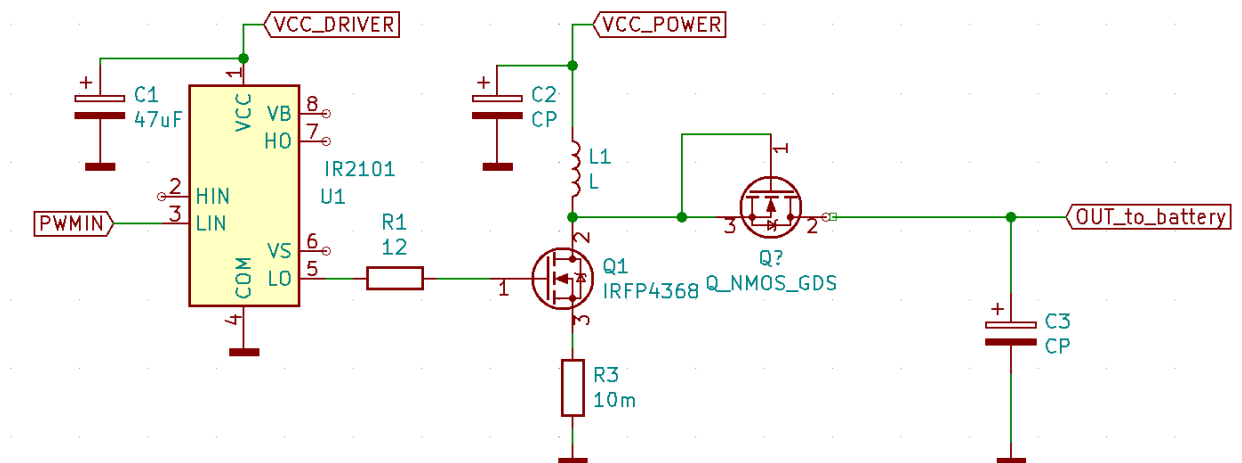 VCC_DRIVER
VCC_POWER
1
+
C1
47uF
VCC
VB
8
HO
7
IR2101
U1
2
HIN
PWMIN
3
LIN
VS
6
COM
LO
5
4
R1
12
+
C2
CP
L1
L
1
2
Q1
IRFP4368
3
1
3
2
Q?
Q_NMOS_GDS
OUT_to_battery
+
C3
CP
R3
10m